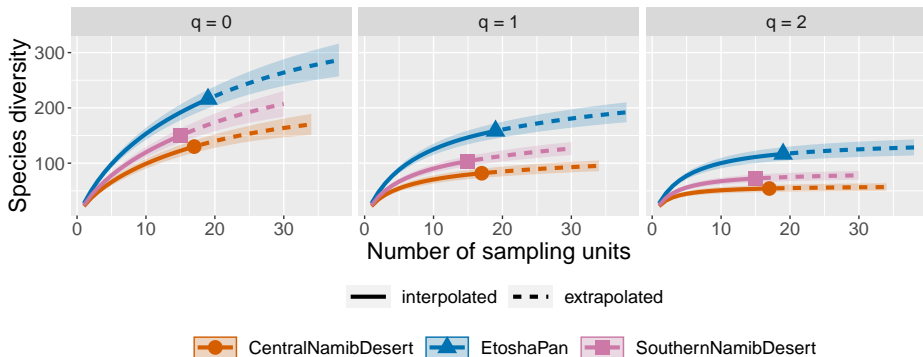 q = 0 q = 1 q = 2
Species diversity
300
200
100
0 10 20 30 0 10 20 30 0 10 20 30
Number of sampling units
interpolated extrapolated
CentralNamibDesert EtoshaPan SouthernNamibDesert